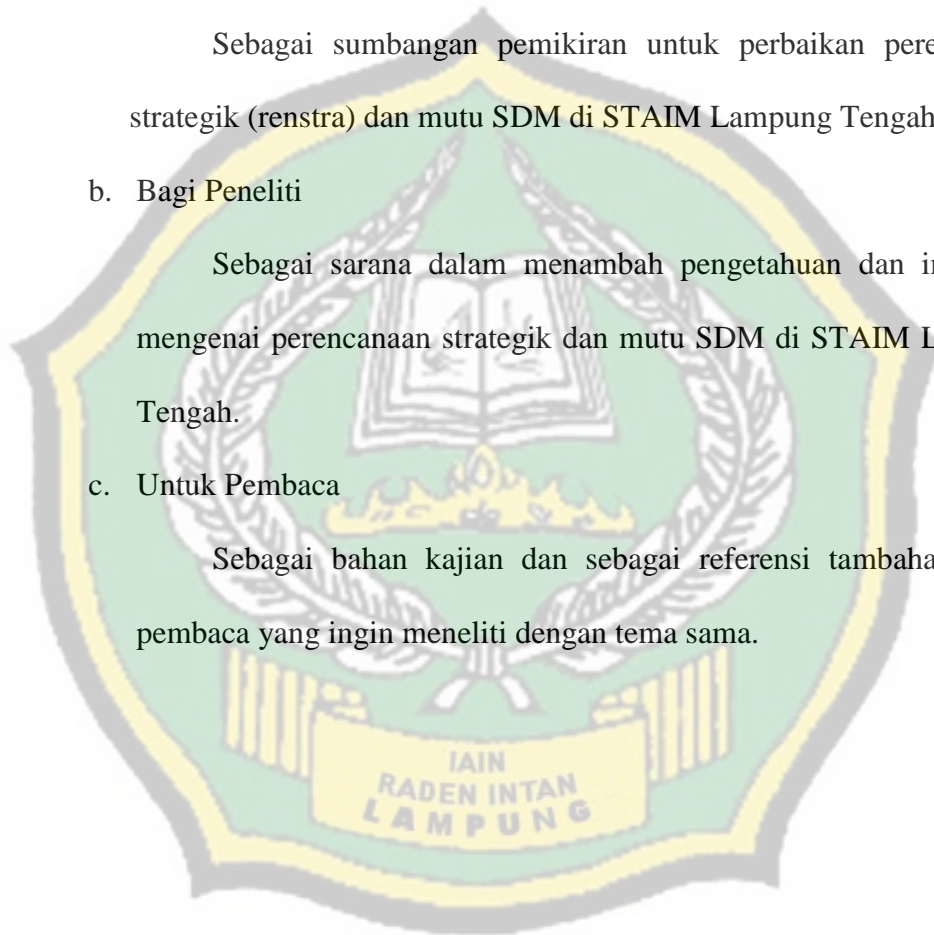 Sebagai sumbangan pemikiran untuk perbaikan pere
strategik (renstra) dan mutu SDM di STAIM Lampung Tengah
b. Bagi Peneliti
Sebagai sarana dalam menambah pengetahuan dan i
mengenai perencanaan strategik dan mutu SDM di STAIM L
Tengah.
c. Untuk Pembaca
Sebagai bahan kajian dan sebagai referensi tambaha
pembaca yang ingin meneliti dengan tema sama.
IAIN
RADEN INTAN
LAMPUNG